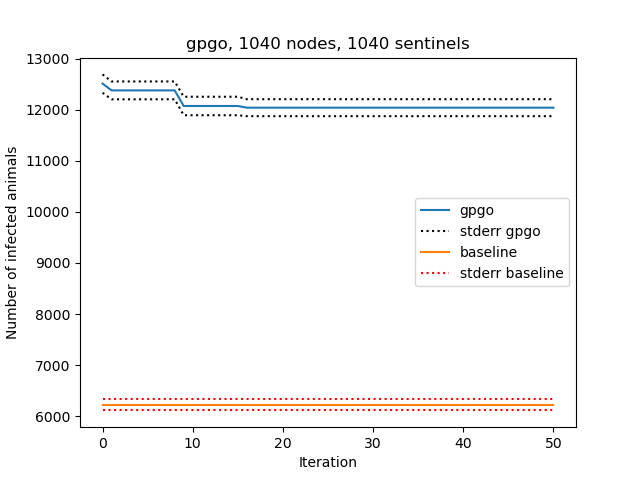 gpgo, 1040 nodes, 1040 sentinels
13000
12000
11000
10000
9000
8000
7000
6000
Number of infected animals
gpgo
stderr gpgo
baseline
stderr baseline
0 10 20 30 40 50
Iteration